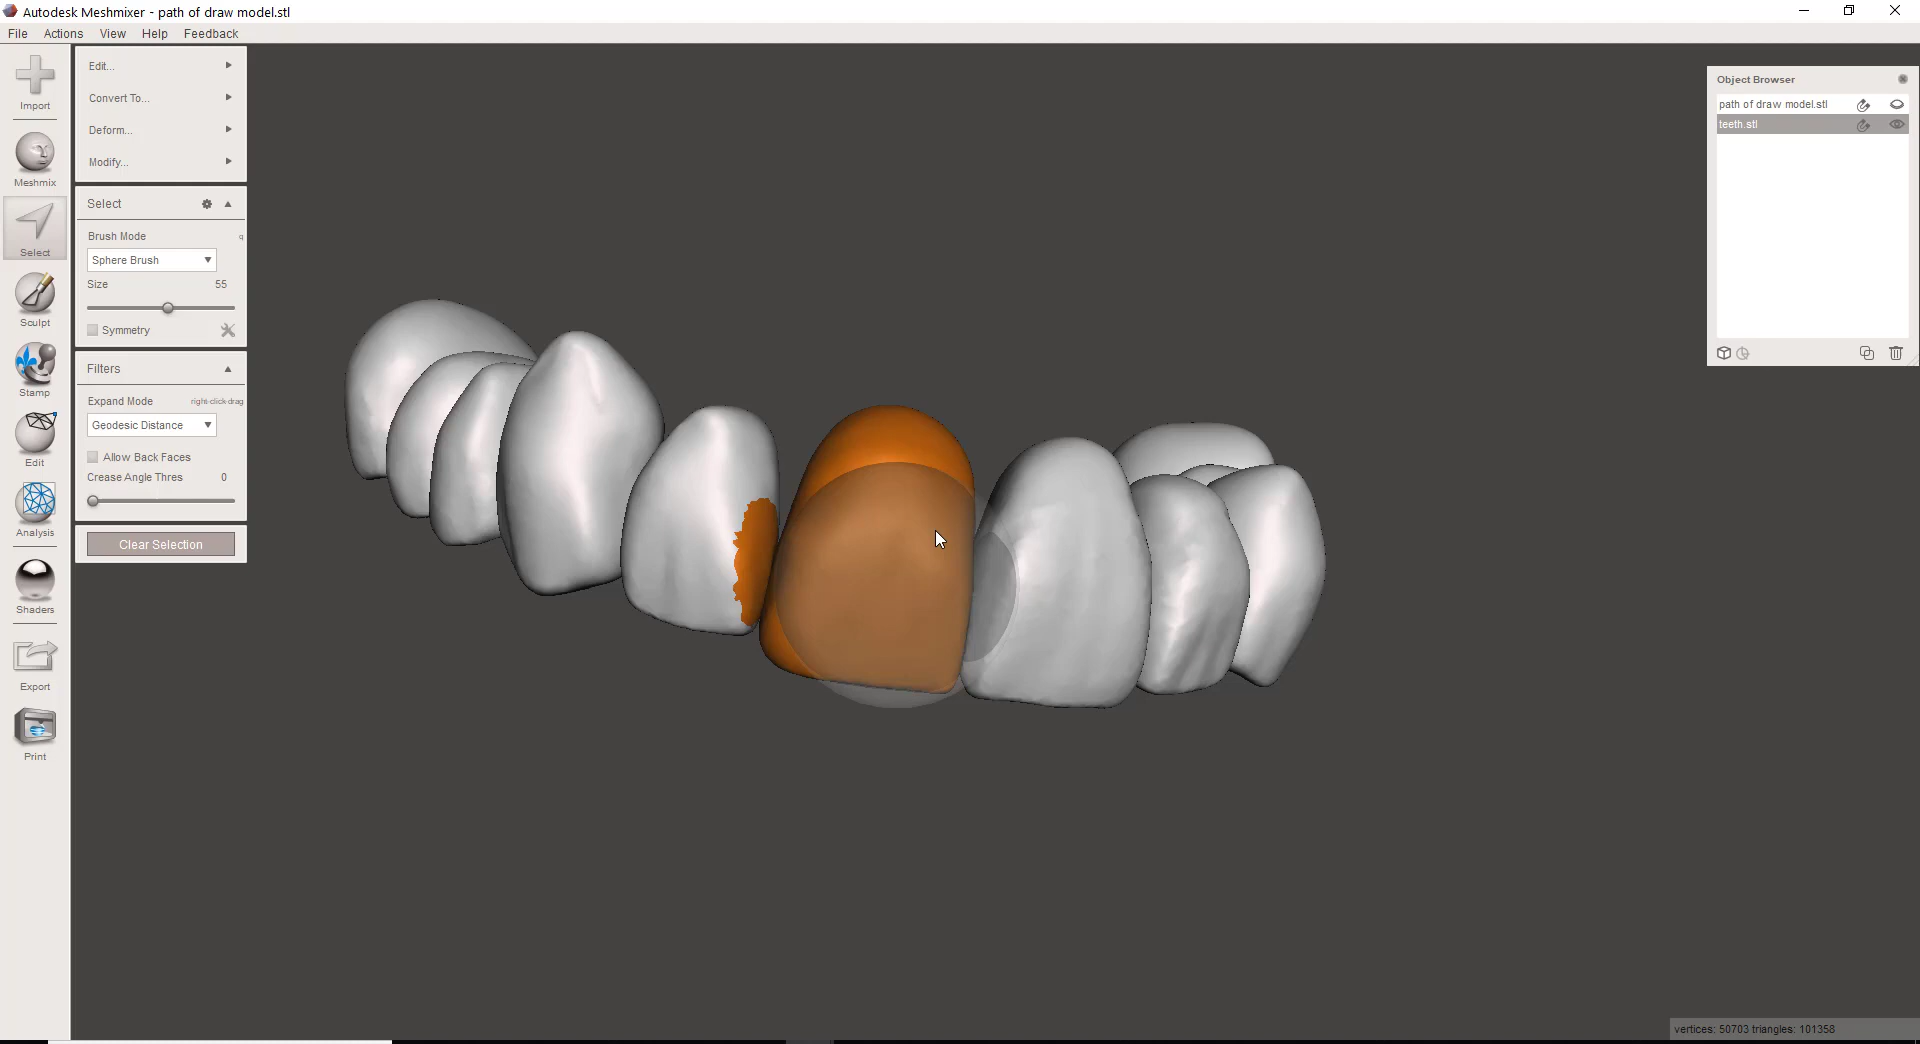 Autodesk Meshmixer - path of draw model.stl
File Actions View Help Feedback
Import
Meshmix
Select
Sculpt
Stamp
Edit
Analysis
Shaders
Export
Print
Edit...
Convert To...
Deform...
Modify...
Select
Brush Mode q
Sphere Brush
Size 55
Symmetry
Filters
Expand Mode right-click-drag
Geodesic Distance
Allow Back Faces
Crease Angle Thres 0
Clear Selection
Object Browser
path of draw model.stl
teeth.stl
vertices: 50703 triangles: 101358